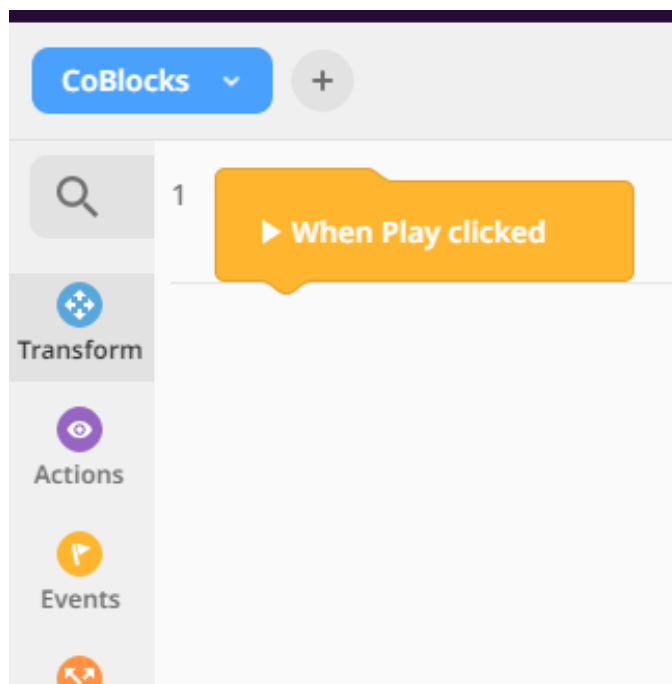 CoBlocks
+
1
When Play clicked
Transform
Actions
Events